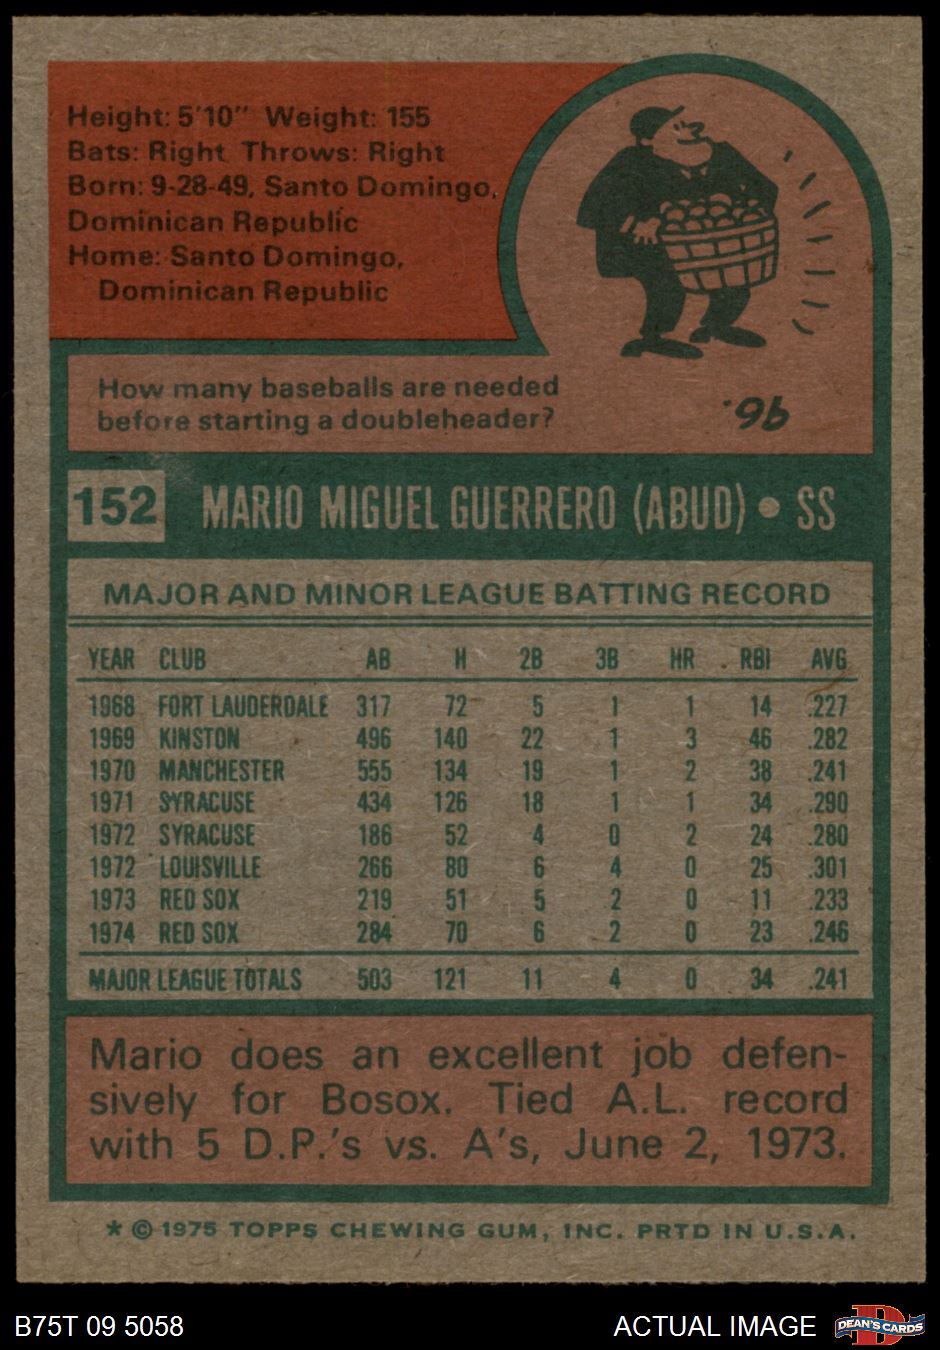 Height: 5'10" Weight: 155
Bats: Right Throws: Right
Born: 9-28-49, Santo Domingo,
Dominican Republic
Home: Santo Domingo,
Dominican Republic
How many baseballs are needed
before starting a doubleheader?
96.
152 MARIO MIGUEL GUERRERO (ABUD) • SS
MAJOR AND MINOR LEAGUE BATTING RECORD
YEAR CLUB AB H 2B 3B HR RBI AVG
1968 FORT LAUDERDALE 317 72 5 1 1 14 .227
1969 KINSTON 496 140 22 1 3 46 .282
1970 MANCHESTER 555 134 19 1 2 38 .241
1971 SYRACUSE 434 126 18 1 1 34 .290
1972 SYRACUSE 186 52 4 0 2 24 .280
1972 LOUISVILLE 266 80 6 4 0 25 .301
1973 RED SOX 219 51 5 2 0 11 .233
1974 RED SOX 284 70 6 2 0 23 .246
MAJOR LEAGUE TOTALS 503 121 11 4 0 34 .241
Mario does an excellent job defen-
sively for Bosox. Tied A.L. record
with 5 D.P.'s vs. A's, June 2, 1973.
* © 1975 TOPPS CHEWING GUM, INC. PRTD IN U.S.A.
B75T 09 5058 ACTUAL IMAGE DEAN'S CARDS